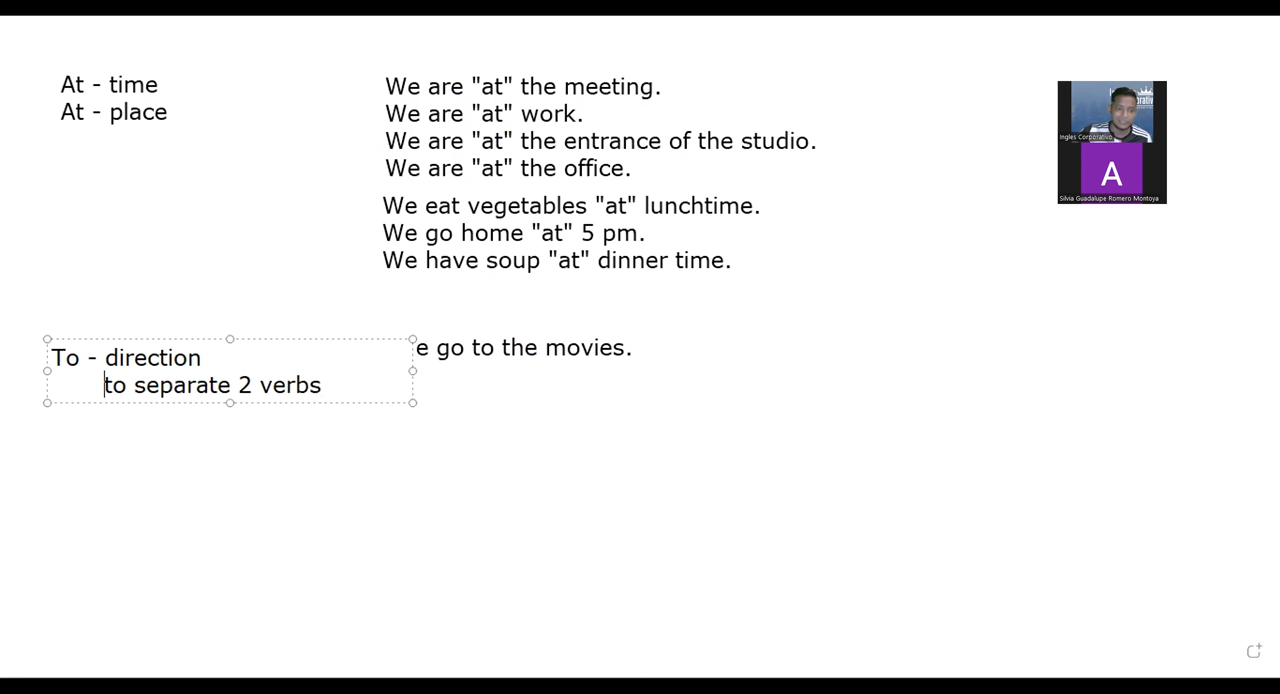 At - time
At - place
We are "at" the meeting.
We are "at" work.
We are "at" the entrance of the studio.
We are "at" the office.
We eat vegetables "at" lunchtime.
We go home "at" 5 pm.
We have soup "at" dinner time.
To - direction
to separate 2 verbs
e go to the movies.
Ingles Corporativo
A
Silvia Guadalupe Romero Montoya